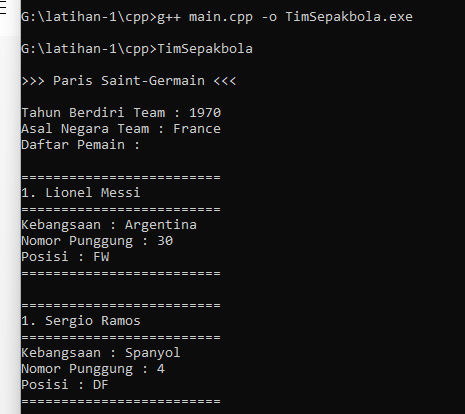 G:\latihan-1\cpp>g++ main.cpp -o TimSepakbola.exe
G:\latihan-1\cpp>TimSepakbola
>>> Paris Saint-Germain <<<
Tahun Berdiri Team : 1970
Asal Negara Team : France
Daftar Pemain :
=========================
1. Lionel Messi
=========================
Kebangsaan : Argentina
Nomor Punggung : 30
Posisi : FW
=========================
=========================
1. Sergio Ramos
=========================
Kebangsaan : Spanyol
Nomor Punggung : 4
Posisi : DF
=========================